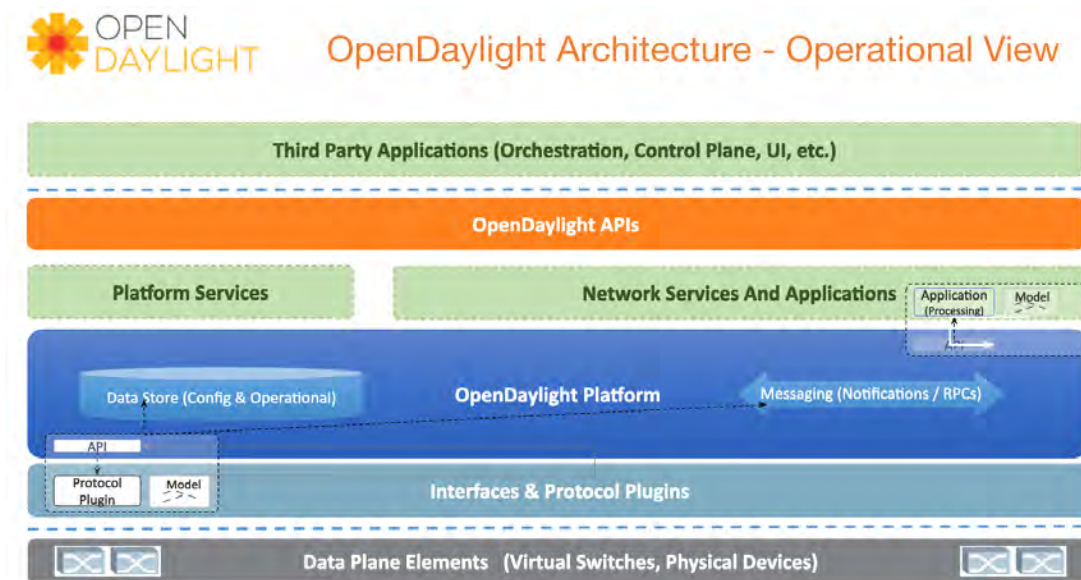 OPEN
DAYLIGHT
OpenDaylight Architecture - Operational View
Third Party Applications (Orchestration, Control Plane, UI, etc.)
OpenDaylight APIs
Platform Services
Network Services And Applications
Application
(Processing)
Model
API
Data Store (Config & Operational)
OpenDaylight Platform
Messaging (Notifications / RPCs)
API
Protocol
Plugin
Model
Interfaces & Protocol Plugins
Data Plane Elements (Virtual Switches, Physical Devices)